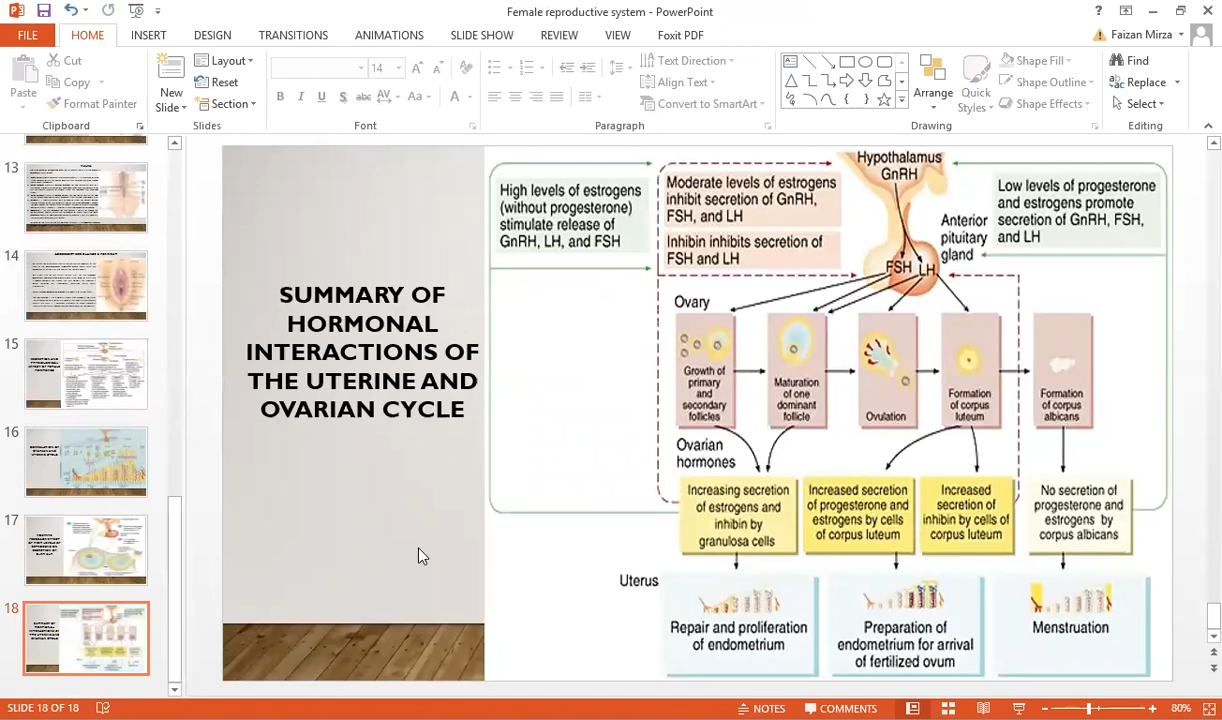 Female reproductive system - PowerPoint
?
FILE
HOME
INSERT
DESIGN
TRANSITIONS
ANIMATIONS
SLIDE SHOW
REVIEW
VIEW
Foxit PDF
Faizan Mirza
Paste
Cut
Copy
Format Painter
Clipboard
New
Slide
Layout
Reset
Section
Slides
14
B I U S abc AV Aa A
Font
Text Direction
Align Text
Convert to SmartArt
Paragraph
Arrange
Quick
Styles
Shape Fill
Shape Outline
Shape Effects
Drawing
Find
Replace
Select
Editing
13
14
15
16
17
18
SUMMARY OF
HORMONAL
INTERACTIONS OF
THE UTERINE AND
OVARIAN CYCLE
High levels of estrogens
(without progesterone)
stimulate release of
GnRH, LH, and FSH
Moderate levels of estrogens
inhibit secretion of GnRH,
FSH, and LH
Inhibin inhibits secretion of
FSH and LH
Hypothalamus
GnRH
Anterior
pituitary
gland
FSH
LH
Low levels of progesterone
and estrogens promote
secretion of GnRH, FSH,
and LH
Ovary
Growth of
primary
and
secondary
follicles
Maturation
of one
dominant
follicle
Ovulation
Formation
of corpus
luteum
Formation
of corpus
albicans
Ovarian
hormones
Increasing secretion
of estrogens and
inhibin by
granulosa cells
Increased secretion
of progesterone and
estrogens by cells
of corpus luteum
Increased
secretion of
inhibin by cells of
corpus luteum
No secretion of
progesterone and
estrogens by
corpus albicans
Uterus
Repair and proliferation
of endometrium
Preparation of
endometrium for arrival
of fertilized ovum
Menstruation
SLIDE 18 OF 18
NOTES
COMMENTS
80%